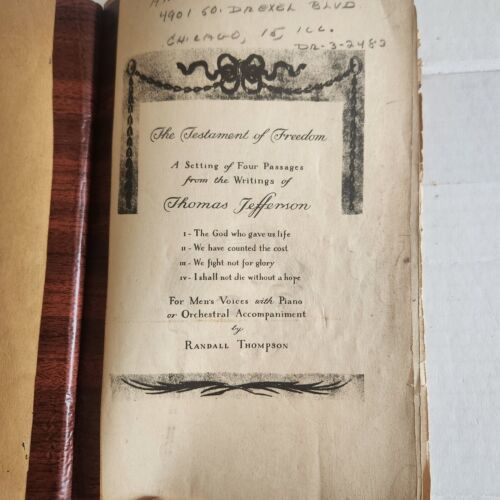 4901 SO. DREXEL BLVD
CHICAGO, 15, ILL.
DR-3-2482
The Testament of Freedom
A Setting of Four Passages
from the Writings of
Thomas Jefferson
I - The God who gave us life
II - We have counted the cost
III - We fight not for glory
IV - I shall not die without a hope
For Men's Voices with Piano
or Orchestral Accompaniment
by
RANDALL THOMPSON